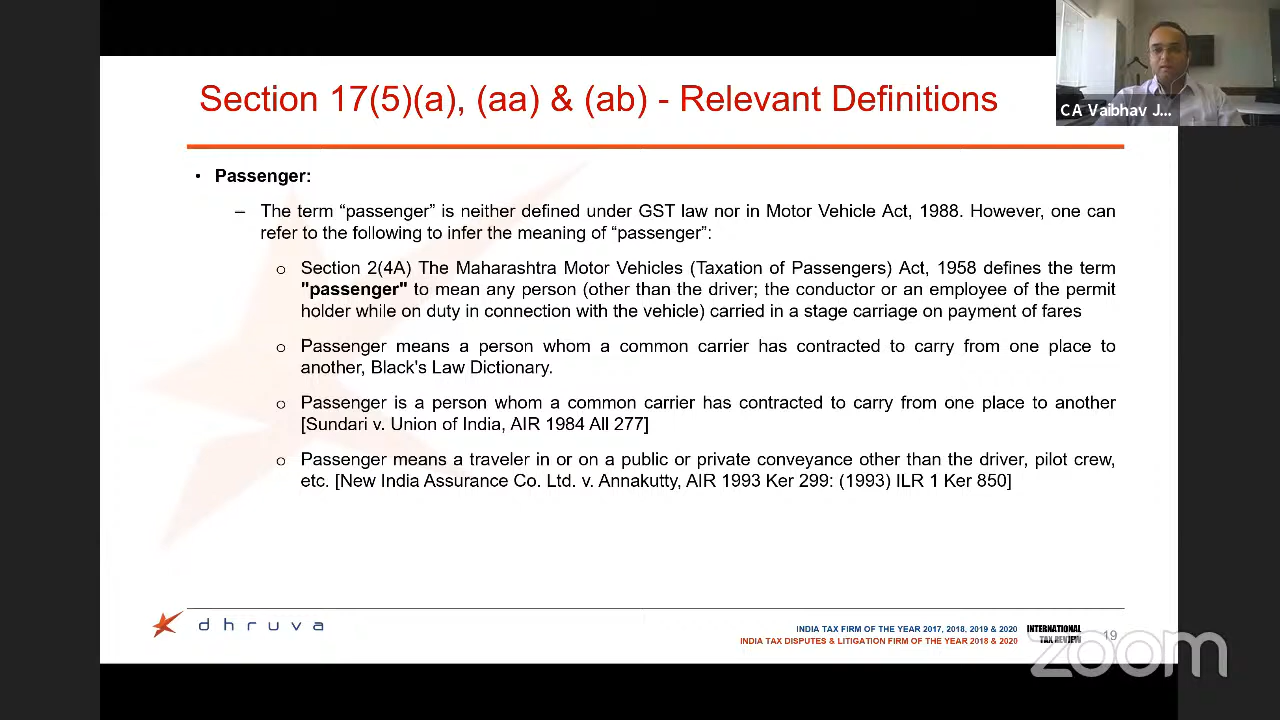 Section 17(5)(a), (aa) & (ab) - Relevant Definitions
CA Vaibhav J...
• Passenger:
– The term “passenger” is neither defined under GST law nor in Motor Vehicle Act, 1988. However, one can
refer to the following to infer the meaning of “passenger”:
o Section 2(4A) The Maharashtra Motor Vehicles (Taxation of Passengers) Act, 1958 defines the term
"passenger" to mean any person (other than the driver; the conductor or an employee of the permit
holder while on duty in connection with the vehicle) carried in a stage carriage on payment of fares
o Passenger means a person whom a common carrier has contracted to carry from one place to
another, Black's Law Dictionary.
o Passenger is a person whom a common carrier has contracted to carry from one place to another
[Sundari v. Union of India, AIR 1984 All 277]
o Passenger means a traveler in or on a public or private conveyance other than the driver, pilot crew,
etc. [New India Assurance Co. Ltd. v. Annakutty, AIR 1993 Ker 299: (1993) ILR 1 Ker 850]
dhruva
INDIA TAX FIRM OF THE YEAR 2017, 2018, 2019 & 2020
INDIA TAX DISPUTES & LITIGATION FIRM OF THE YEAR 2018 & 2020
INTERNATIONAL
TAX REVIEW
19
zoom